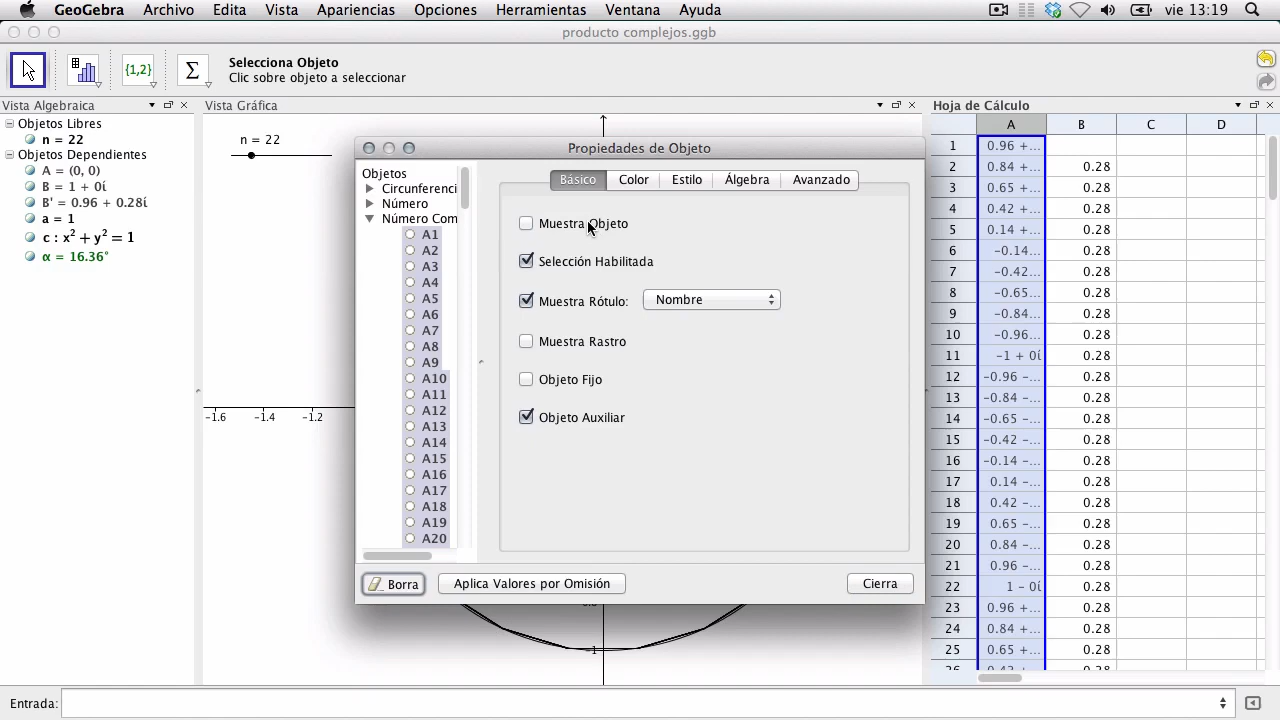 GeoGebra Archivo Edita Vista Apariencias Opciones Herramientas Ventana Ayuda vie 13:19
producto complejos.ggb
{1,2} Σ
Selecciona Objeto
Clic sobre objeto a seleccionar
Vista Algebraica
Objetos Libres
n = 22
Objetos Dependientes
A = (0, 0)
B = 1 + 0ί
B' = 0.96 + 0.28ί
a = 1
c : x² + y² = 1
α = 16.36°
Vista Gráfica
n = 22
-1.6 -1.4 -1.2
-1
Propiedades de Objeto
Objetos
Circunferenci
Número
Número Com
A1
A2
A3
A4
A5
A6
A7
A8
A9
A10
A11
A12
A13
A14
A15
A16
A17
A18
A19
A20
Básico Color Estilo Álgebra Avanzado
Muestra Objeto
Selección Habilitada
Muestra Rótulo: Nombre
Muestra Rastro
Objeto Fijo
Objeto Auxiliar
Borra Aplica Valores por Omisión Cierra
Hoja de Cálculo
A B C D
1 0.96 +...
2 0.84 +... 0.28
3 0.65 +... 0.28
4 0.42 +... 0.28
5 0.14 +... 0.28
6 -0.14... 0.28
7 -0.42... 0.28
8 -0.65... 0.28
9 -0.84... 0.28
10 -0.96... 0.28
11 -1 + 0ί 0.28
12 -0.96 -... 0.28
13 -0.84 -... 0.28
14 -0.65 -... 0.28
15 -0.42 -... 0.28
16 -0.14 -... 0.28
17 0.14 -... 0.28
18 0.42 -... 0.28
19 0.65 -... 0.28
20 0.84 -... 0.28
21 0.96 -... 0.28
22 1 - 0ί 0.28
23 0.96 +... 0.28
24 0.84 +... 0.28
25 0.65 +... 0.28
26 0.42 +... 0.28
Entrada: